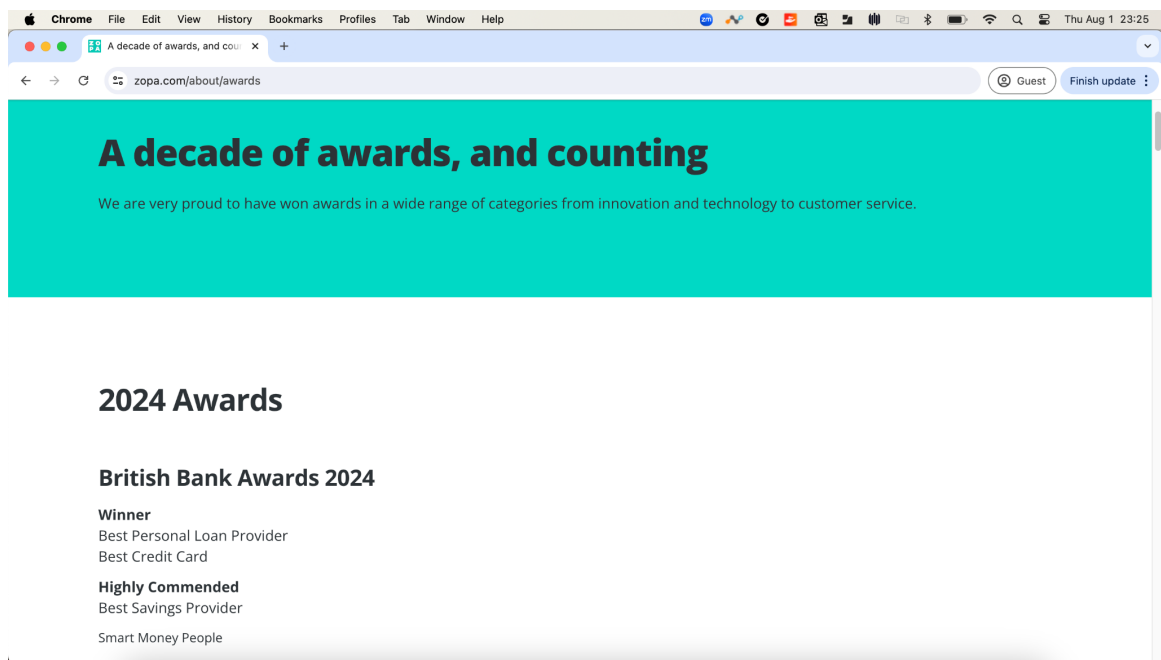 Chrome File Edit View History Bookmarks Profiles Tab Window Help
zm
Thu Aug 1 23:25
A decade of awards, and cou
zopa.com/about/awards
Guest
Finish update
A decade of awards, and counting
We are very proud to have won awards in a wide range of categories from innovation and technology to customer service.
2024 Awards
British Bank Awards 2024
Winner
Best Personal Loan Provider
Best Credit Card
Highly Commended
Best Savings Provider
Smart Money People